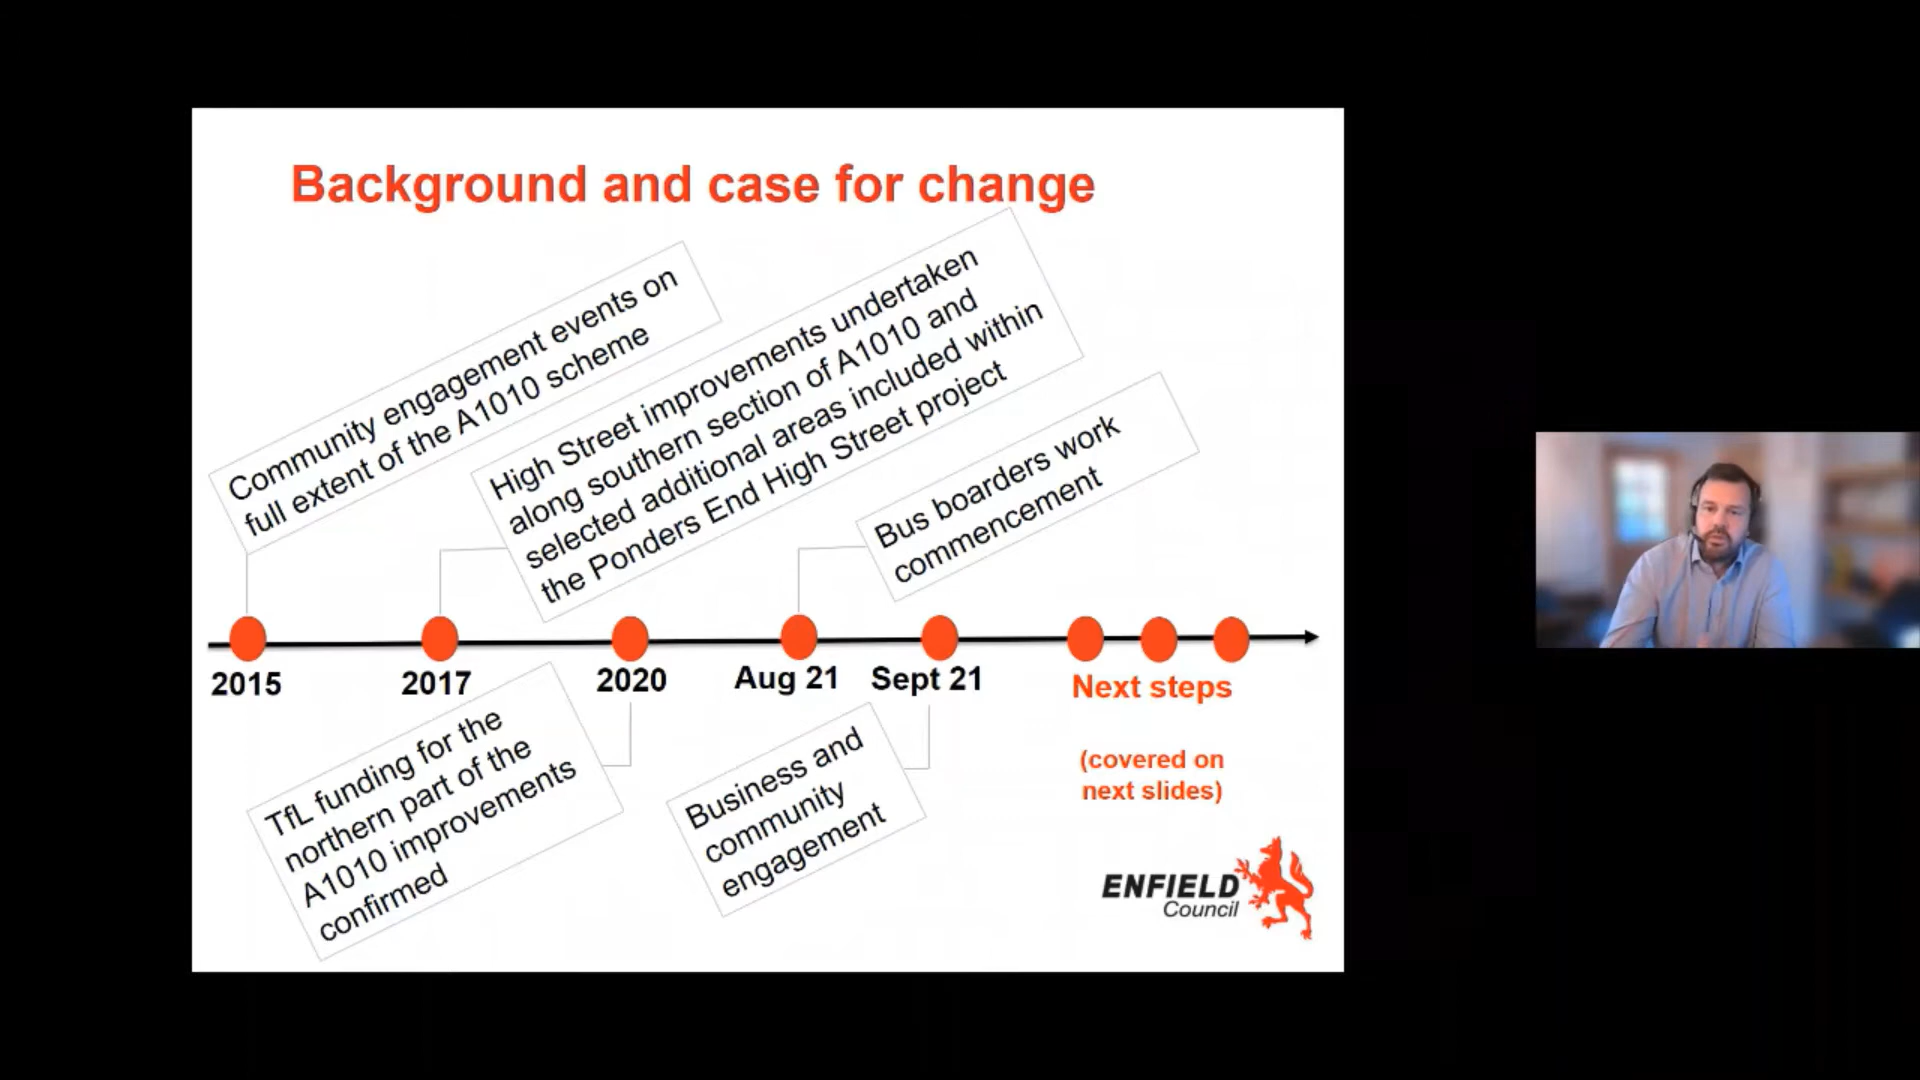 Background and case for change
Community engagement events on
full extent of the A1010 scheme
High Street improvements undertaken
along southern section of A1010 and
selected additional areas included within
the Ponders End High Street project
Bus boarders work
commencement
2015
2017
2020
Aug 21
Sept 21
Next steps
(covered on
next slides)
TfL funding for the
northern part of the
A1010 improvements
confirmed
Business and
community
engagement
ENFIELD
Council